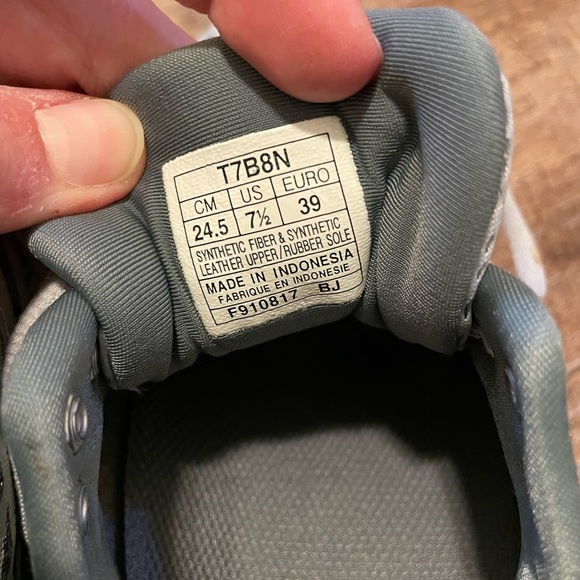 T7B8N
CM US EURO
24.5 7½ 39
SYNTHETIC FIBER & SYNTHETIC
LEATHER UPPER/RUBBER SOLE
MADE IN INDONESIA
FABRIQUE EN INDONESIE
F910817 BJ